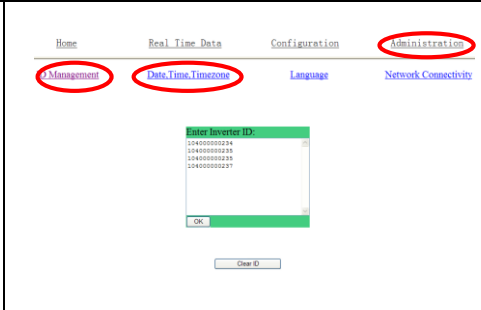 Home Real Time Data Configuration Administration
ID Management Date,Time,Timezone Language Network Connectivity
Enter Inverter ID:
104000000234
104000000235
104000000236
104000000237
OK
Clear ID